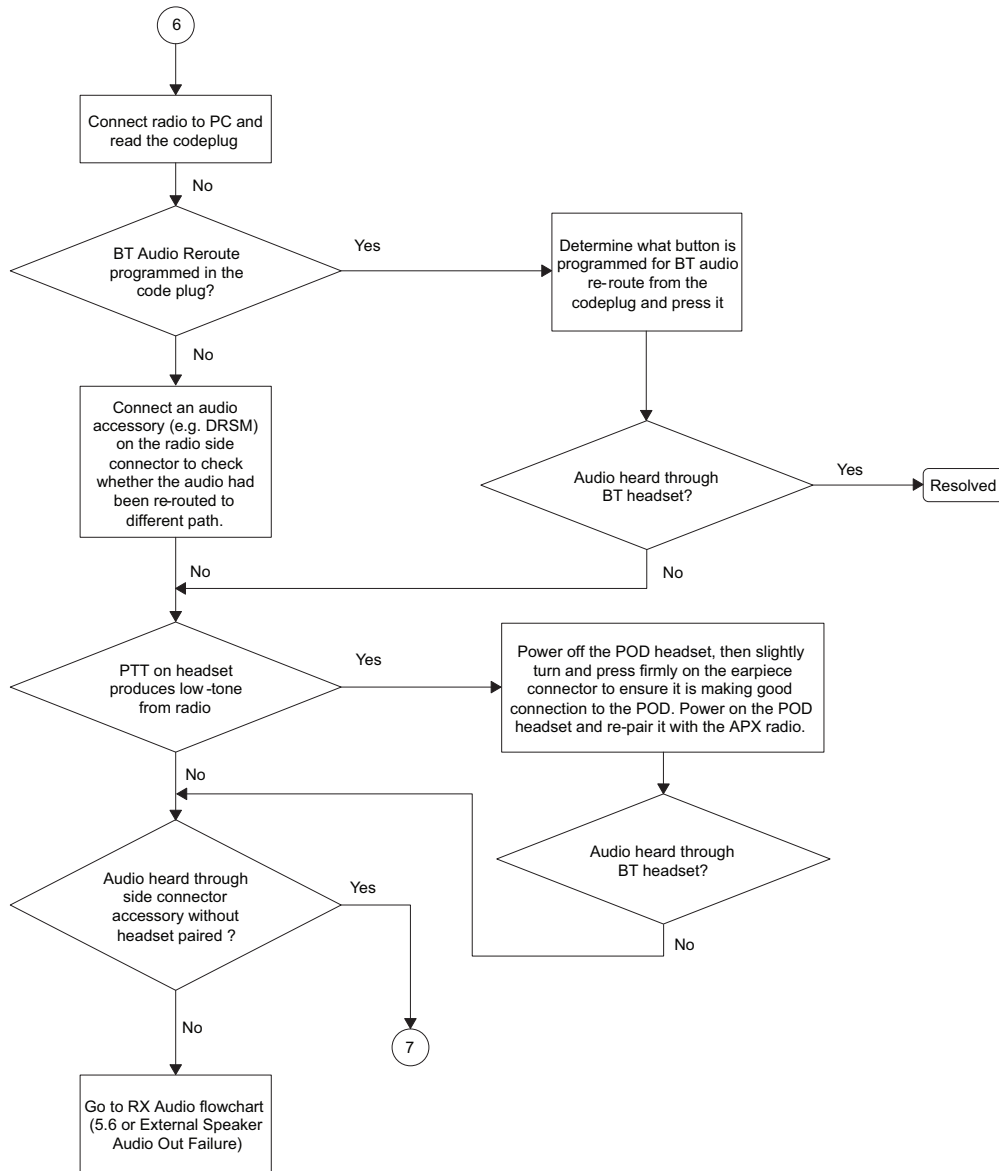 6
Connect radio to PC and
read the codeplug
No
BT Audio Reroute
programmed in the
code plug?
Yes
Determine what button is
programmed for BT audio
re-route from the
codeplug and press it
No
Connect an audio
accessory (e.g. DRSM)
on the radio side
connector to check
whether the audio had
been re-routed to
different path.
Audio heard through
BT headset?
Yes
Resolved
No
No
PTT on headset
produces low-tone
from radio
Yes
Power off the POD headset, then slightly
turn and press firmly on the earpiece
connector to ensure it is making good
connection to the POD. Power on the POD
headset and re-pair it with the APX radio.
No
Audio heard through
BT headset?
No
Audio heard through
side connector
accessory without
headset paired ?
Yes
No
7
Go to RX Audio flowchart
(5.6 or External Speaker
Audio Out Failure)